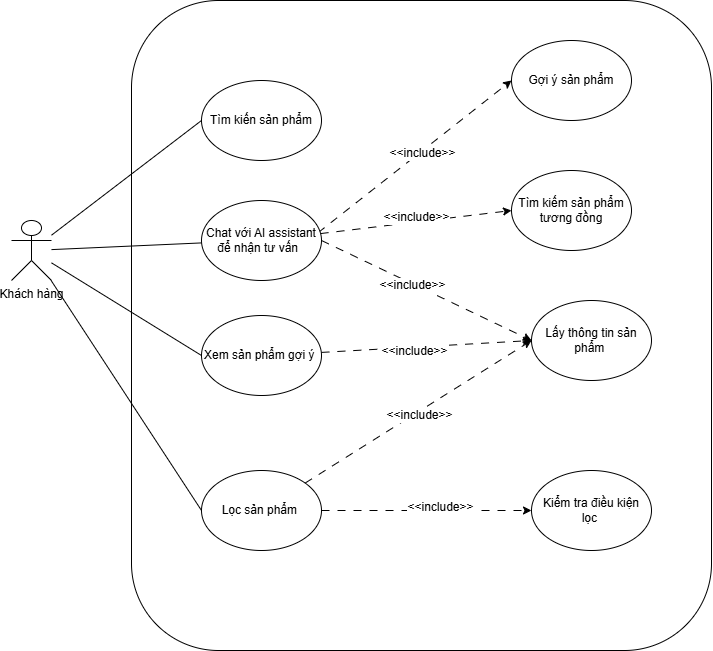 Gợi ý sản phẩm
Tìm kiến sản phẩm
<<include>>
Tìm kiếm sản phẩm
tương đồng
<<include>>
Chat với AI assistant
để nhận tư vấn
<<include>>
Khách hàng
Lấy thông tin sản
phẩm
Xem sản phẩm gợi ý
<<include>>
<<include>>
Lọc sản phẩm
<<include>>
Kiểm tra điều kiện
lọc